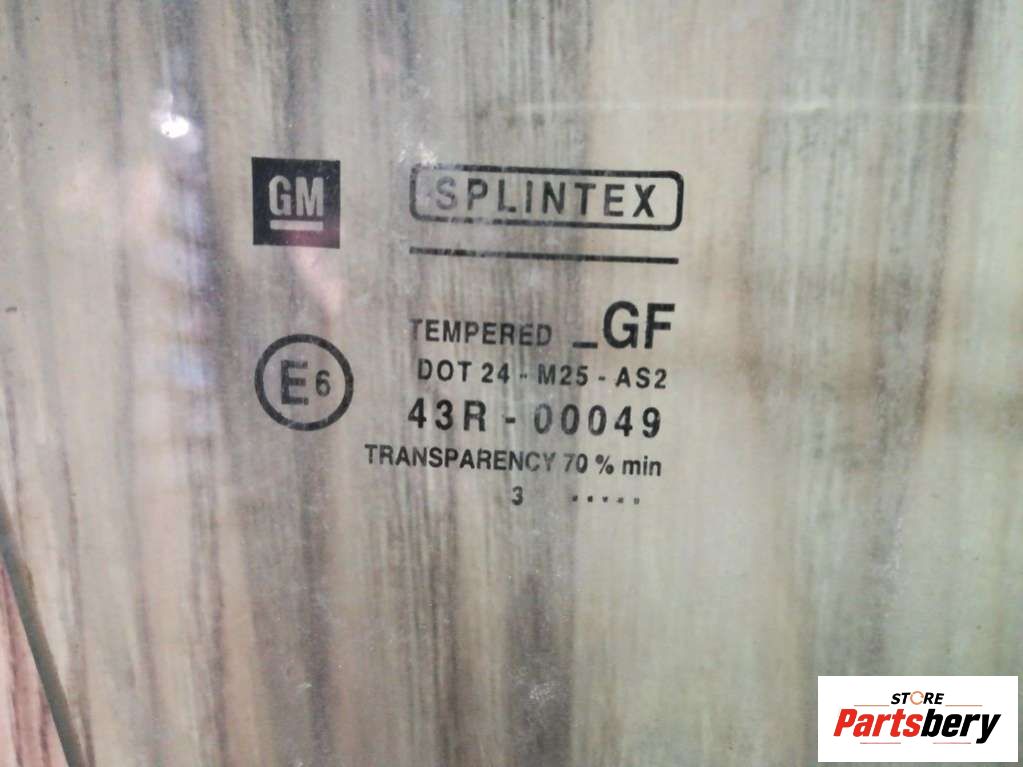 GM
SPLINTEX
TEMPERED _GF
E6
DOT 24 - M25 - AS2
43R - 00049
TRANSPARENCY 70 % min
3 .....
STORE
Partsbery